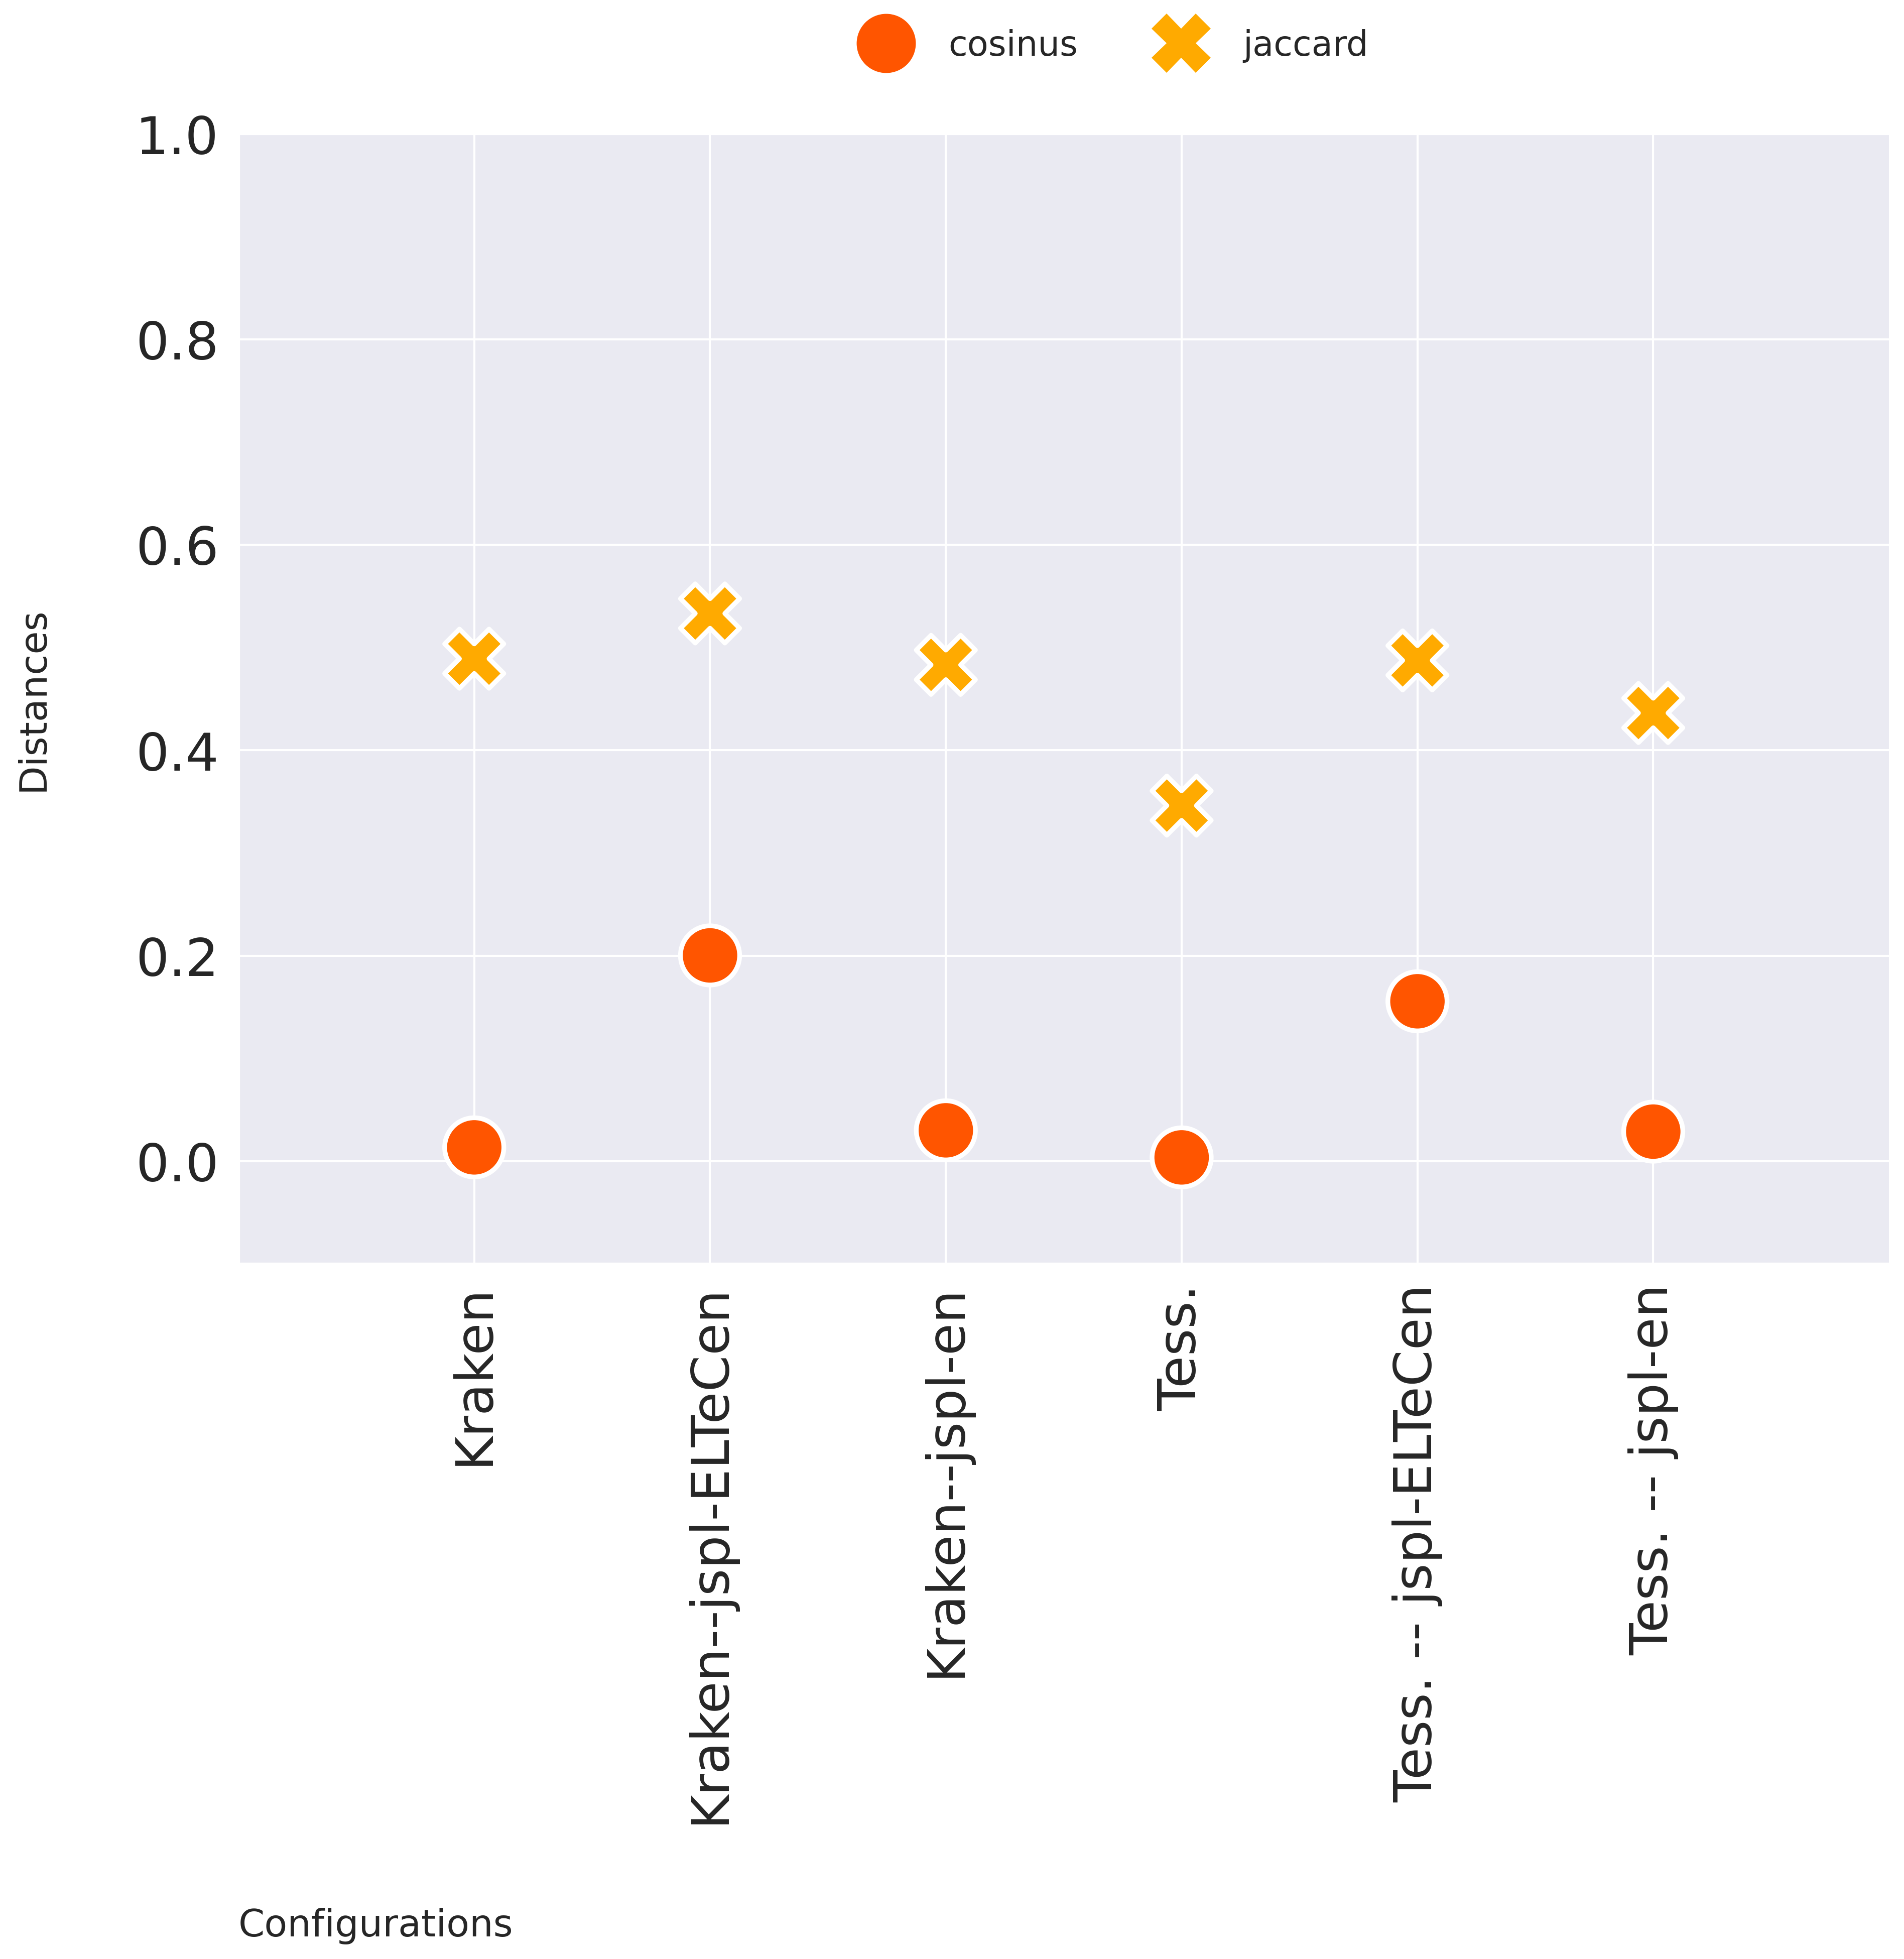 cosinus jaccard
1.0
0.8
0.6
0.4
0.2
0.0
Distances
Kraken
Kraken--jspl-ELTeCen
Kraken--jspl-en
Tess.
Tess. -- jspl-ELTeCen
Tess. -- jspl-en
Configurations